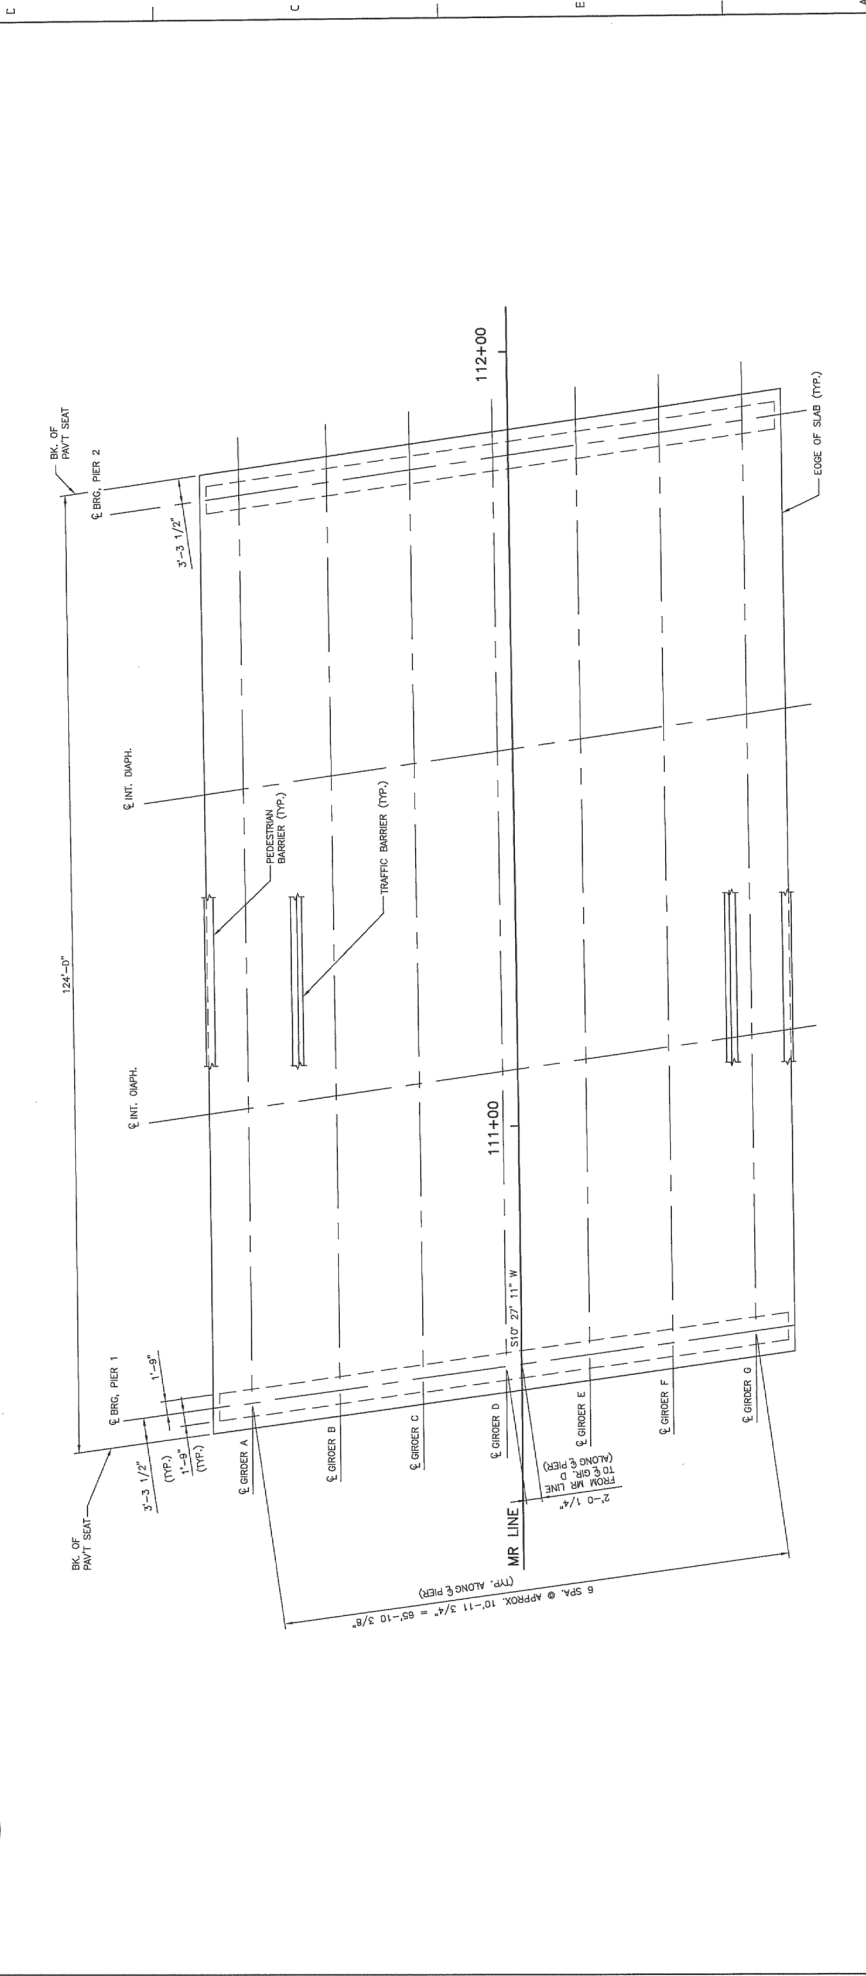 C
E
BK. OF
PAV'T SEAT
℄ BRG, PIER 2
3'-3 1/2"
112+00
EDGE OF SLAB (TYP.)
℄ INT. DIAPH.
PEDESTRIAN
BARRIER (TYP.)
TRAFFIC BARRIER (TYP.)
124'-0"
℄ INT. DIAPH.
111+00
S10° 27' 11" W
℄ BRG, PIER 1
1'-9"
3'-3 1/2"
(TYP.)
1'-9"
(TYP.)
BK. OF
PAV'T SEAT
℄ GIRDER A
℄ GIRDER B
℄ GIRDER C
℄ GIRDER D
℄ GIRDER E
℄ GIRDER F
℄ GIRDER G
MR LINE
2'-0 1/4"
FROM MR LINE
TO ℄ GIR. D
(ALONG ℄ PIER)
6 SPA. @ APPROX. 10'-11 3/4" = 65'-10 3/8"
(TYP. ALONG ℄ PIER)